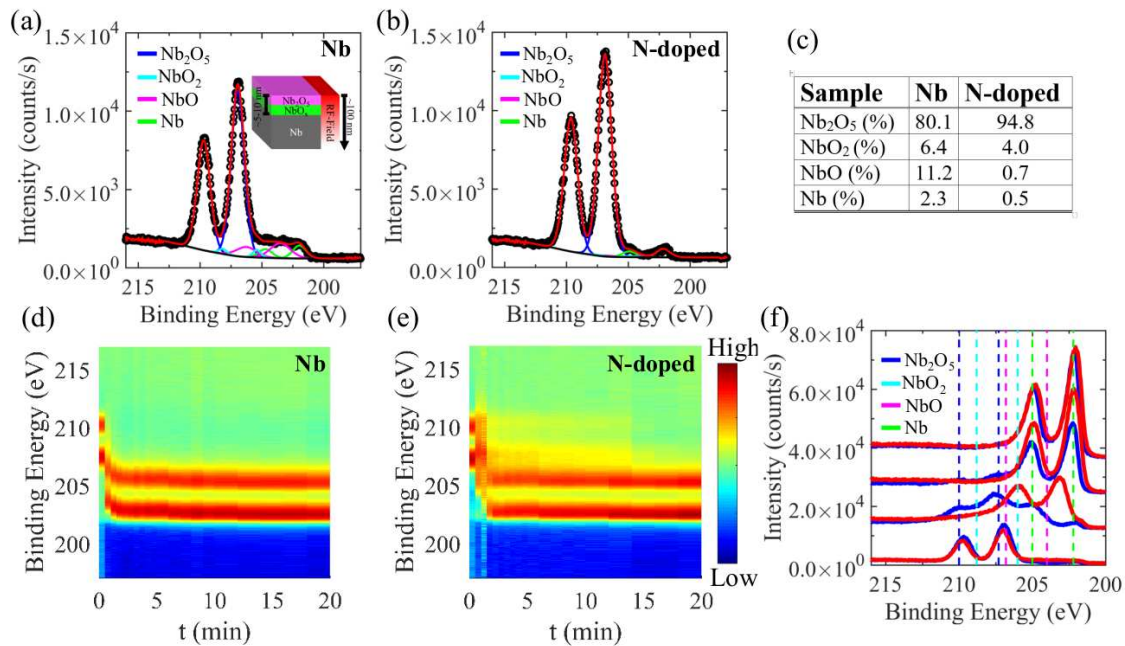 (a)
Nb
1.5×10⁴
1.0×10⁴
5.0×10³
0.0×10⁰
Intensity (counts/s)
Nb₂O₅
NbO₂
NbO
Nb
~5-10 nm
Nb₂O₅
Nb
RF-Field
~100 nm
215
210
205
200
Binding Energy (eV)
(b)
N-doped
1.5×10⁴
1.0×10⁴
5.0×10³
0.0×10⁰
Intensity (counts/s)
Nb₂O₅
NbO₂
NbO
Nb
215
210
205
200
Binding Energy (eV)
(c)
Sample Nb N-doped
Nb₂O₅ (%) 80.1 94.8
NbO₂ (%) 6.4 4.0
NbO (%) 11.2 0.7
Nb (%) 2.3 0.5
(d)
Nb
215
210
205
200
Binding Energy (eV)
0 5 10 15 20
t (min)
(e)
N-doped
215
210
205
200
Binding Energy (eV)
0 5 10 15 20
t (min)
High
Low
(f)
8.0×10⁴
6.0×10⁴
4.0×10⁴
2.0×10⁴
0.0×10⁰
Intensity (counts/s)
Nb₂O₅
NbO₂
NbO
Nb
210
205
200
Binding Energy (eV)